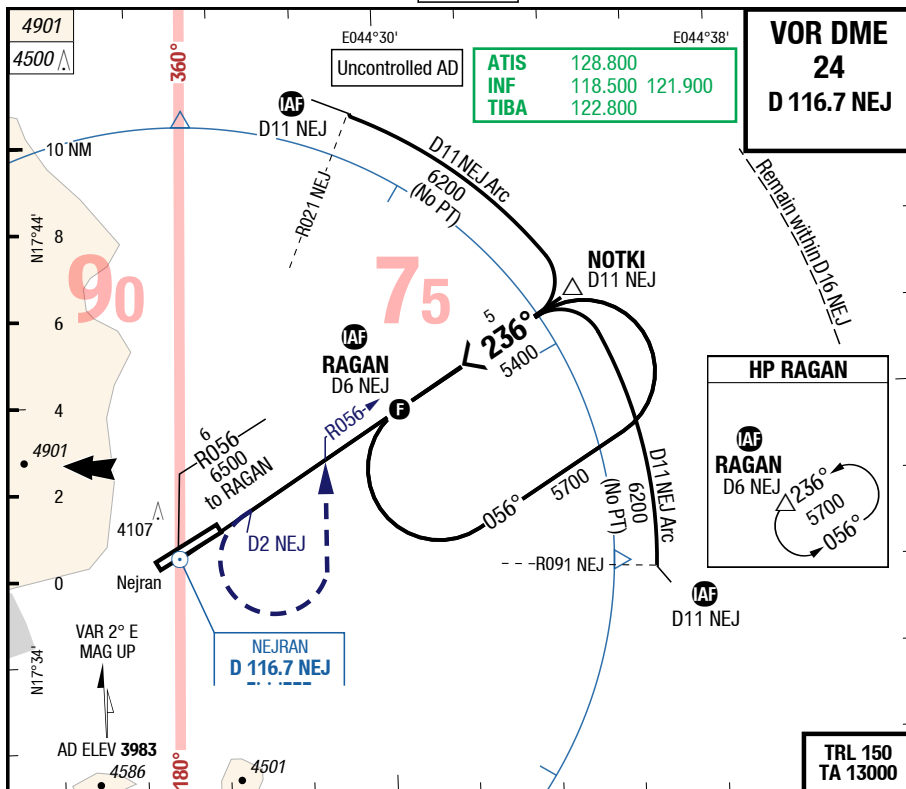 4901
4500
360°
E044°30'
E044°38'
Uncontrolled AD
ATIS 128.800
INF 118.500 121.900
TIBA 122.800
VOR DME
24
D 116.7 NEJ
IAF
D11 NEJ
10 NM
N17°44'
8
6
4
2
0
R021 NEJ
D11 NEJ Arc
6200
(No PT)
Remain within D16 NEJ
90
75
NOTKI
D11 NEJ
5
236°
5400
IAF
RAGAN
D6 NEJ
F
R056
HP RAGAN
IAF
RAGAN
D6 NEJ
236°
5700
056°
6
R056
6500
to RAGAN
4901
4107
D2 NEJ
056°
5700
D11 NEJ Arc
6200
(No PT)
R091 NEJ
IAF
D11 NEJ
Nejran
N17°34'
VAR 2° E
MAG UP
NEJRAN
D 116.7 NEJ
AD ELEV 3983
4586
180°
4501
TRL 150
TA 13000